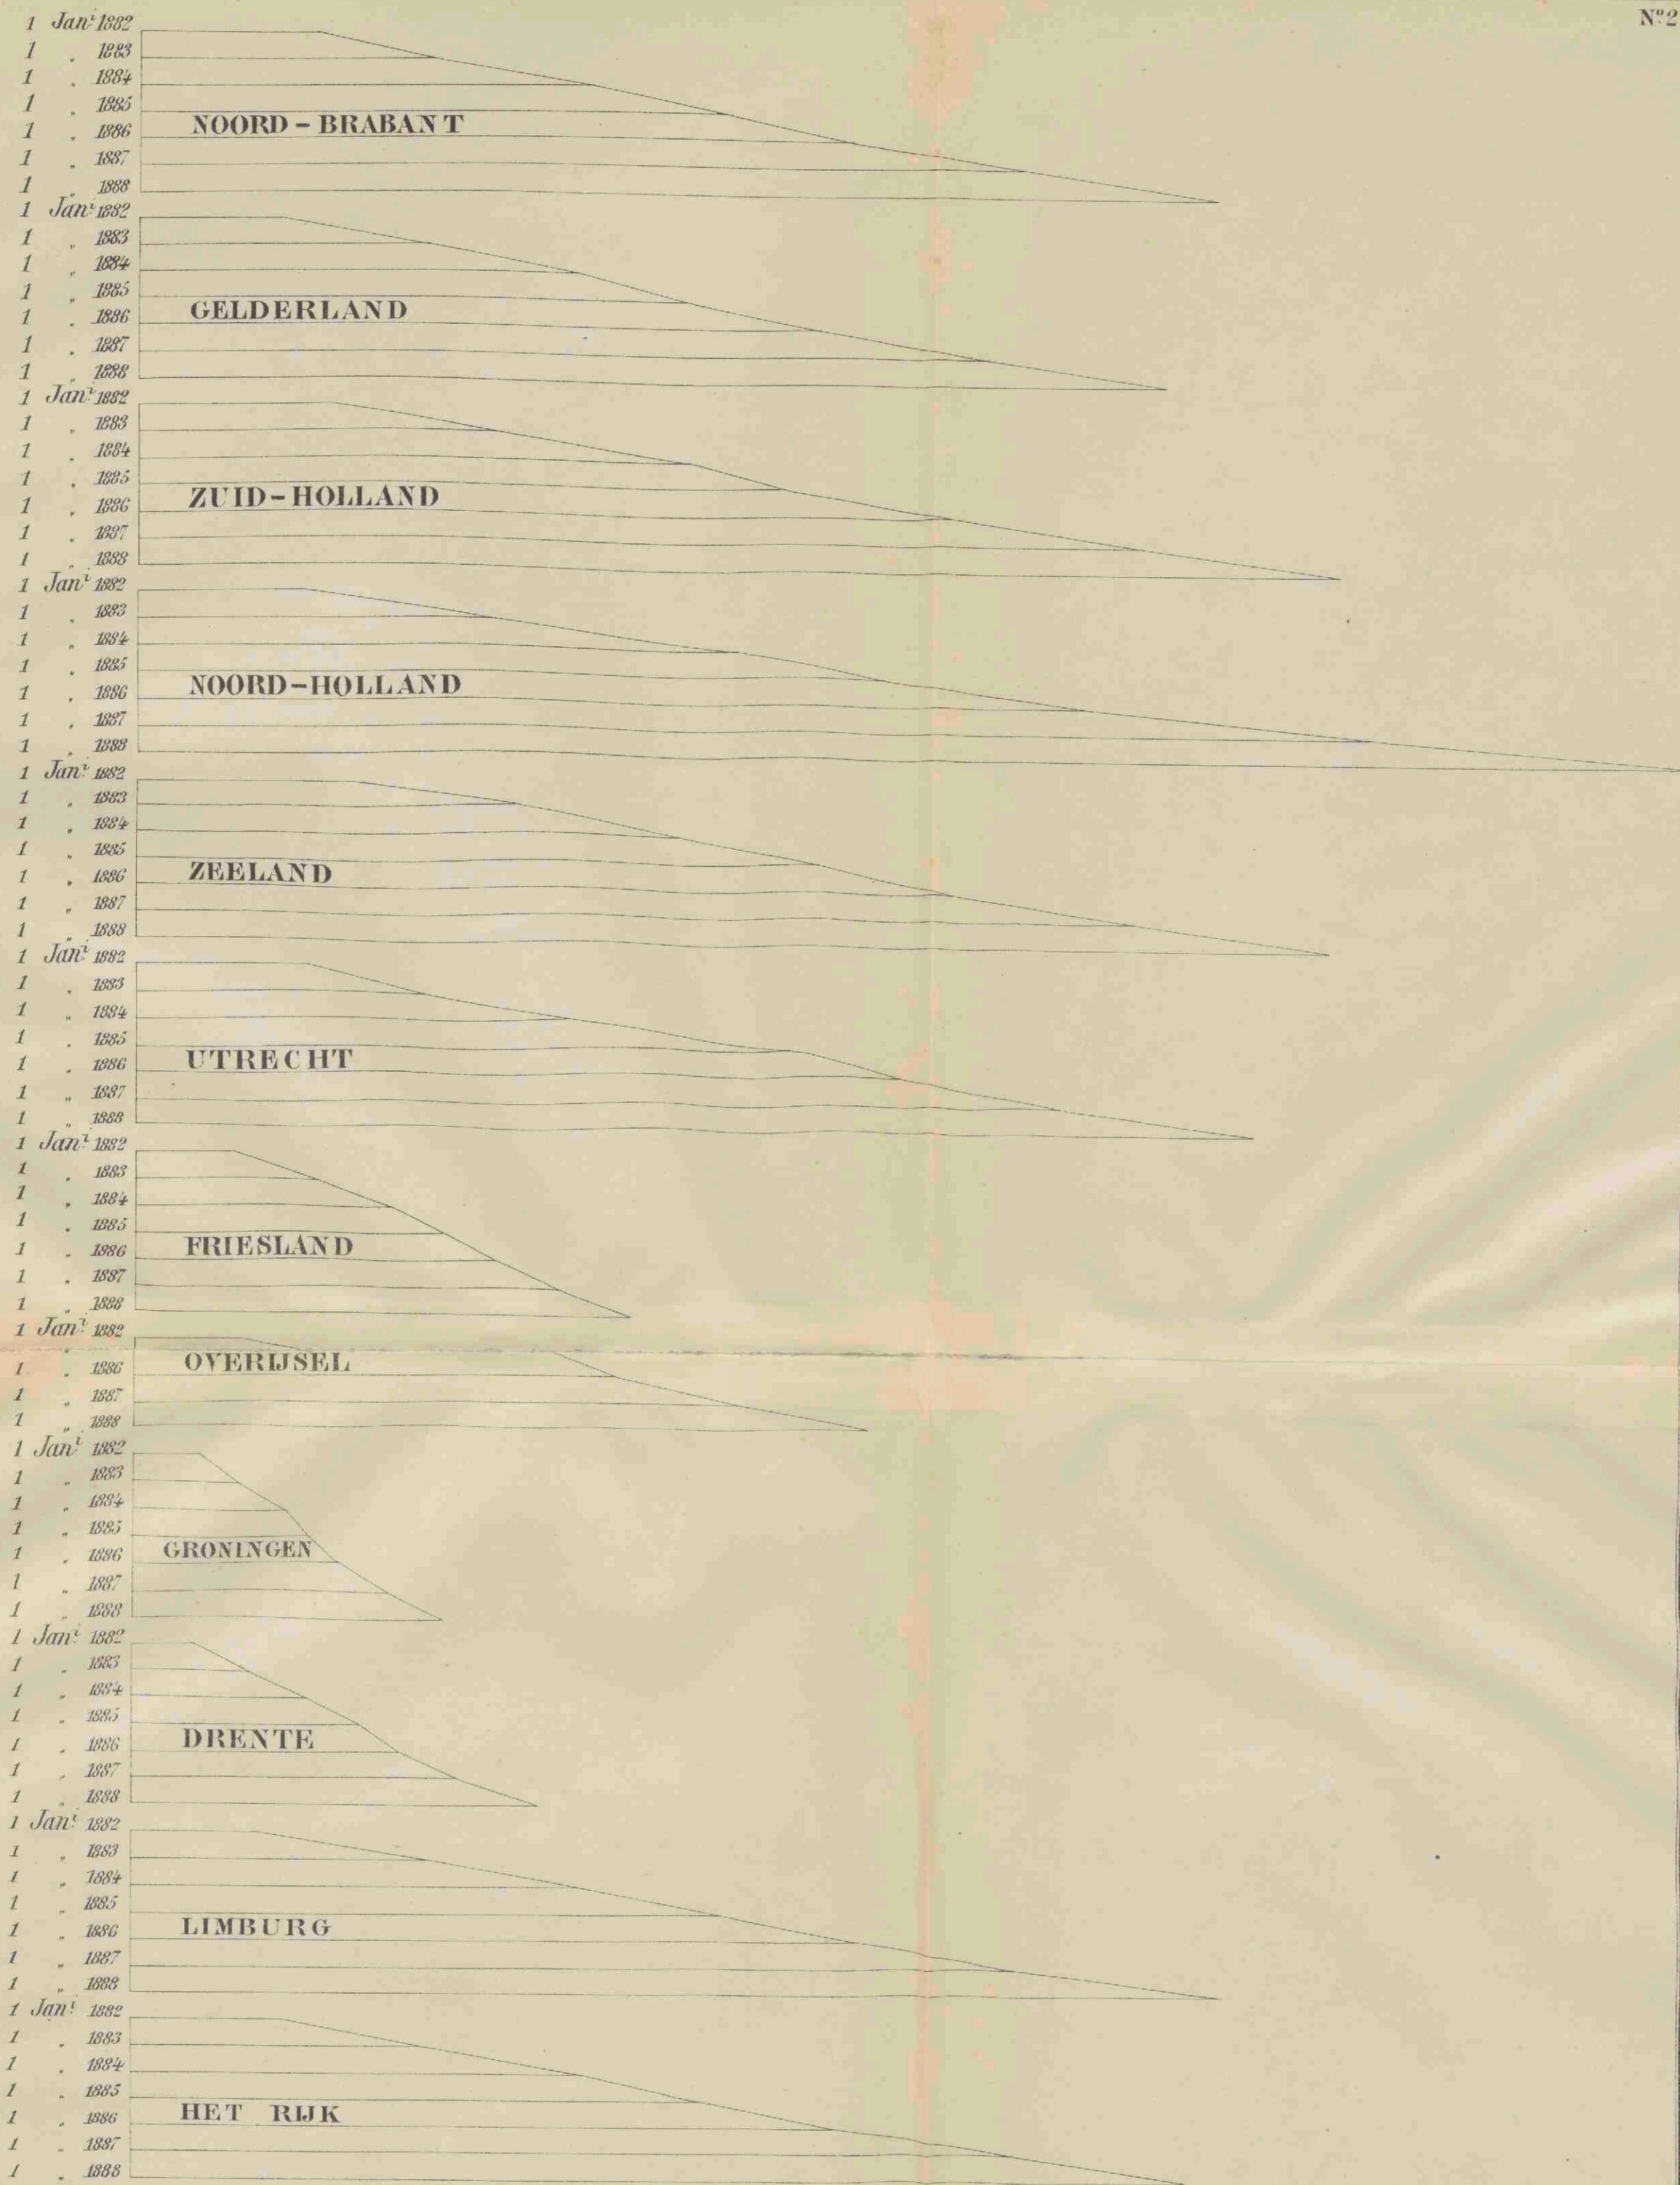 Nº 2
1 Jan.i 1882
1 " 1883
1 " 1884
1 " 1885
1 " 1886 NOORD-BRABANT
1 " 1887
1 " 1888
1 Jan.i 1882
1 " 1883
1 " 1884
1 " 1885
1 " 1886 GELDERLAND
1 " 1887
1 " 1888
1 Jan.i 1882
1 " 1883
1 " 1884
1 " 1885
1 " 1886 ZUID-HOLLAND
1 " 1887
1 " 1888
1 Jan.i 1882
1 " 1883
1 " 1884
1 " 1885
1 " 1886 NOORD-HOLLAND
1 " 1887
1 " 1888
1 Jan.i 1882
1 " 1883
1 " 1884
1 " 1885
1 " 1886 ZEELAND
1 " 1887
1 " 1888
1 Jan.i 1882
1 " 1883
1 " 1884
1 " 1885
1 " 1886 UTRECHT
1 " 1887
1 " 1888
1 Jan.i 1882
1 " 1883
1 " 1884
1 " 1885
1 " 1886 FRIESLAND
1 " 1887
1 " 1888
1 Jan.i 1882
1 " 1886 OVERIJSEL
1 " 1887
1 " 1888
1 Jan.i 1882
1 " 1883
1 " 1884
1 " 1885
1 " 1886 GRONINGEN
1 " 1887
1 " 1888
1 Jan.i 1882
1 " 1883
1 " 1884
1 " 1885
1 " 1886 DRENTE
1 " 1887
1 " 1888
1 Jan.i 1882
1 " 1883
1 " 1884
1 " 1885
1 " 1886 LIMBURG
1 " 1887
1 " 1888
1 Jan.i 1882
1 " 1883
1 " 1884
1 " 1885
1 " 1886 HET RIJK
1 " 1887
1 " 1888